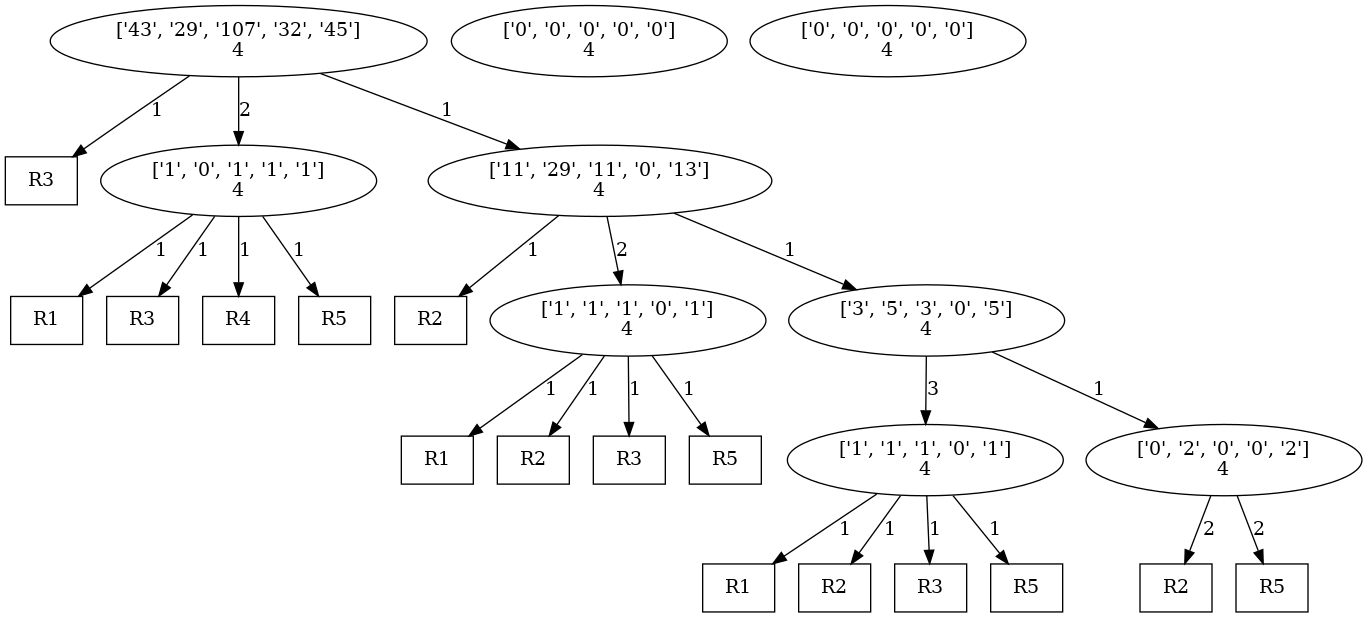 ['43', '29', '107', '32', '45']
4
['0', '0', '0', '0', '0']
4
['0', '0', '0', '0', '0']
4
1
2
1
R3
['1', '0', '1', '1', '1']
4
['11', '29', '11', '0', '13']
4
1
1
1
1
1
2
1
R1
R3
R4
R5
R2
['1', '1', '1', '0', '1']
4
['3', '5', '3', '0', '5']
4
1
1
1
1
3
1
R1
R2
R3
R5
['1', '1', '1', '0', '1']
4
['0', '2', '0', '0', '2']
4
1
1
1
1
2
2
R1
R2
R3
R5
R2
R5